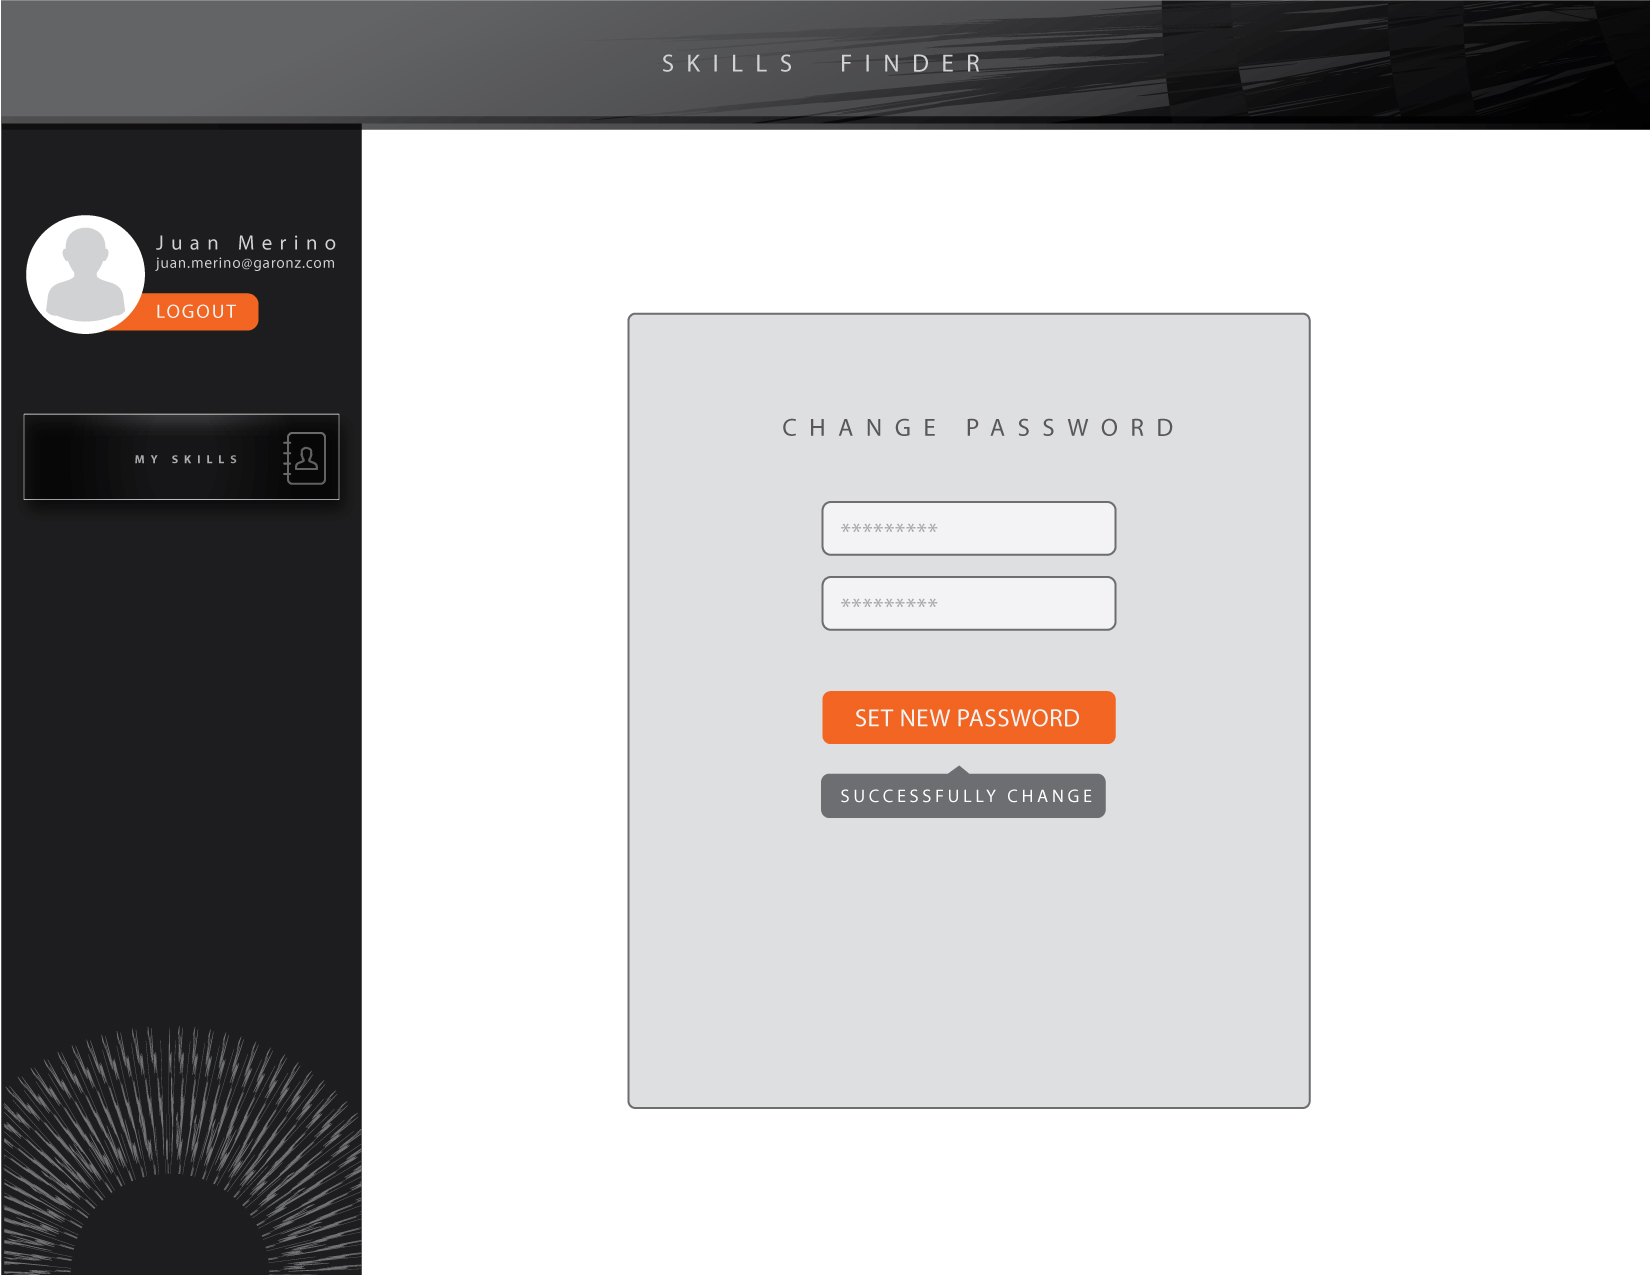 SKILLS FINDER
Juan Merino
juan.merino@garonz.com
LOGOUT
MY SKILLS
CHANGE PASSWORD
*********
*********
SET NEW PASSWORD
SUCCESSFULLY CHANGE